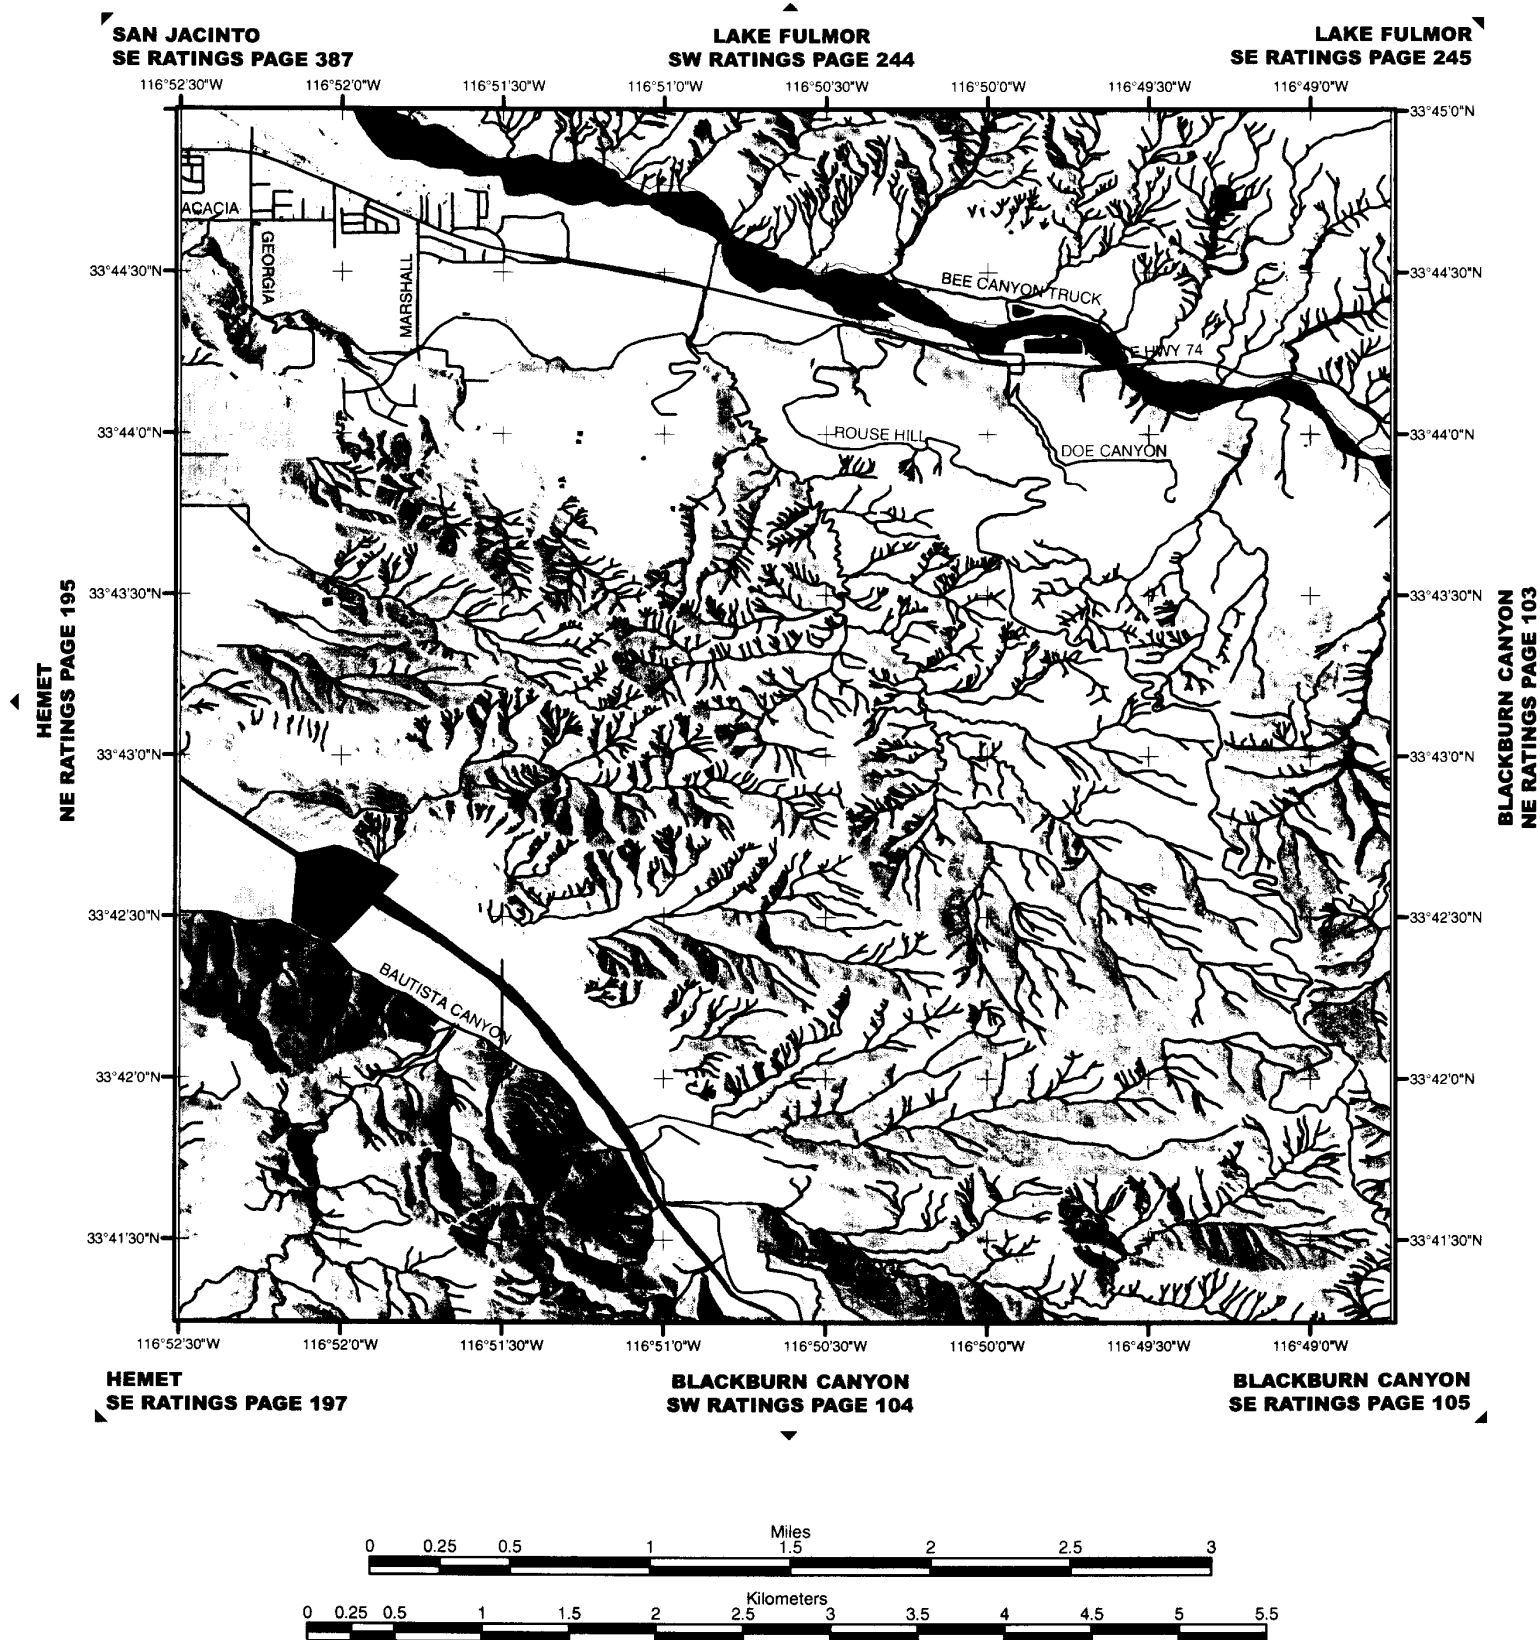 SAN JACINTO
SE RATINGS PAGE 387
LAKE FULMOR
SW RATINGS PAGE 244
LAKE FULMOR
SE RATINGS PAGE 245
116°52'30"W 116°52'0"W 116°51'30"W 116°51'0"W 116°50'30"W 116°50'0"W 116°49'30"W 116°49'0"W
33°45'0"N
ACACIA
GEORGIA
MARSHALL
33°44'30"N
33°44'30"N
BEE CANYON TRUCK
HWY 74
33°44'0"N
33°44'0"N
ROUSE HILL
DOE CANYON
33°43'30"N
33°43'30"N
HEMET
NE RATINGS PAGE 195
BLACKBURN CANYON
NE RATINGS PAGE 103
33°43'0"N
33°43'0"N
33°42'30"N
33°42'30"N
BAUTISTA CANYON
33°42'0"N
33°42'0"N
33°41'30"N
33°41'30"N
116°52'30"W 116°52'0"W 116°51'30"W 116°51'0"W 116°50'30"W 116°50'0"W 116°49'30"W 116°49'0"W
HEMET
SE RATINGS PAGE 197
BLACKBURN CANYON
SW RATINGS PAGE 104
BLACKBURN CANYON
SE RATINGS PAGE 105
Miles
0 0.25 0.5 1 1.5 2 2.5 3
Kilometers
0 0.25 0.5 1 1.5 2 2.5 3 3.5 4 4.5 5 5.5